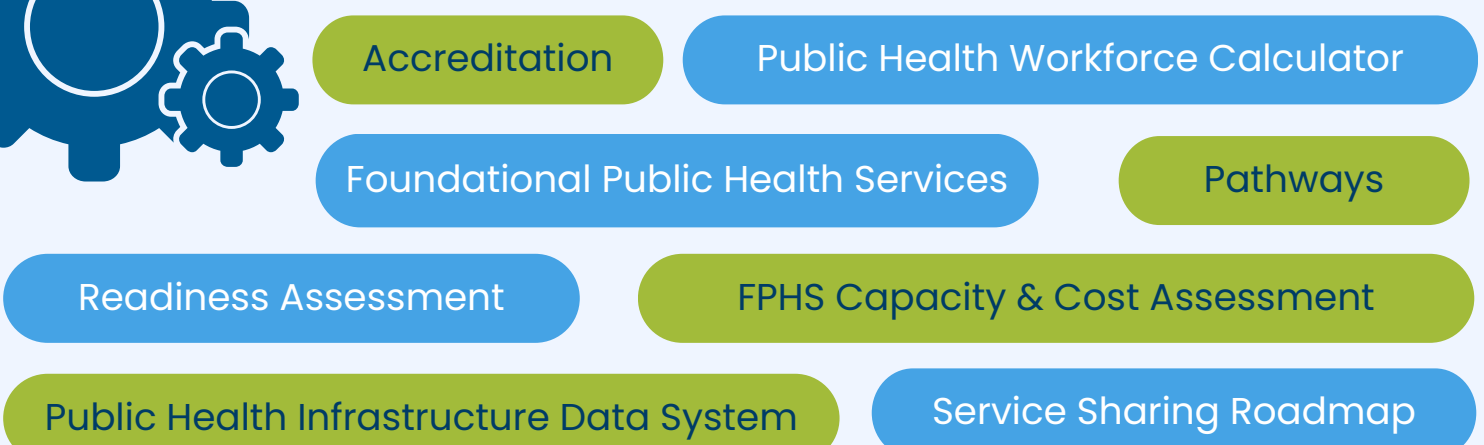 Accreditation
Public Health Workforce Calculator
Foundational Public Health Services
Pathways
Readiness Assessment
FPHS Capacity & Cost Assessment
Public Health Infrastructure Data System
Service Sharing Roadmap